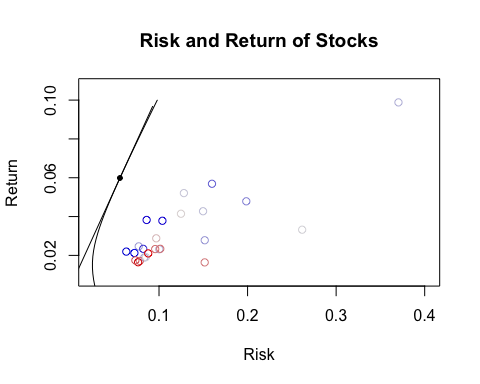 Risk and Return of Stocks
Return
0.10
0.06
0.02
0.1 0.2 0.3 0.4
Risk